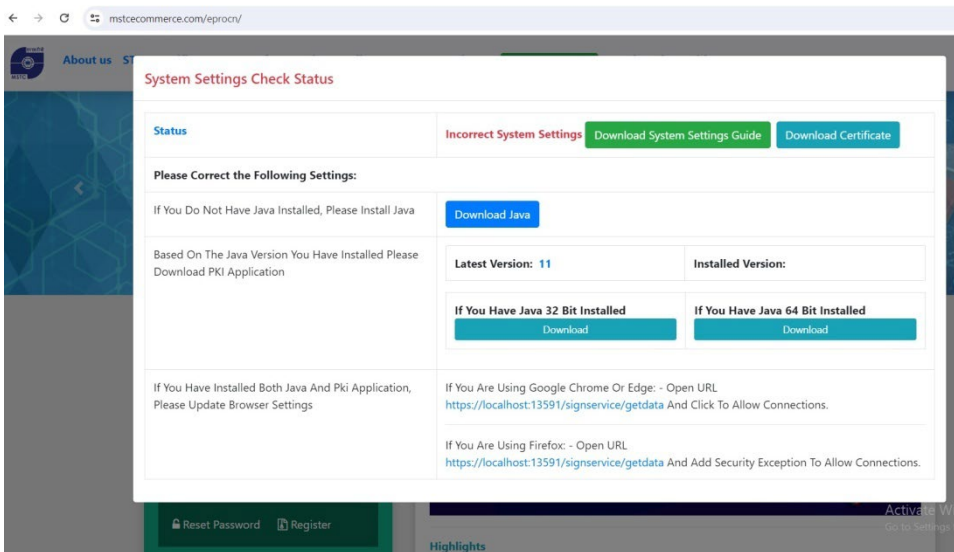 mstcecommerce.com/eprocn/
MSTC
About us ST
System Settings Check Status
Status
Incorrect System Settings Download System Settings Guide Download Certificate
Please Correct the Following Settings:
If You Do Not Have Java Installed, Please Install Java
Download Java
Based On The Java Version You Have Installed Please
Download PKI Application
Latest Version: 11
Installed Version:
If You Have Java 32 Bit Installed
Download
If You Have Java 64 Bit Installed
Download
If You Have Installed Both Java And Pki Application,
Please Update Browser Settings
If You Are Using Google Chrome Or Edge: - Open URL
https://localhost:13591/signservice/getdata And Click To Allow Connections.
If You Are Using Firefox: - Open URL
https://localhost:13591/signservice/getdata And Add Security Exception To Allow Connections.
Reset Password Register
Highlights
Activate W
Go to Settings